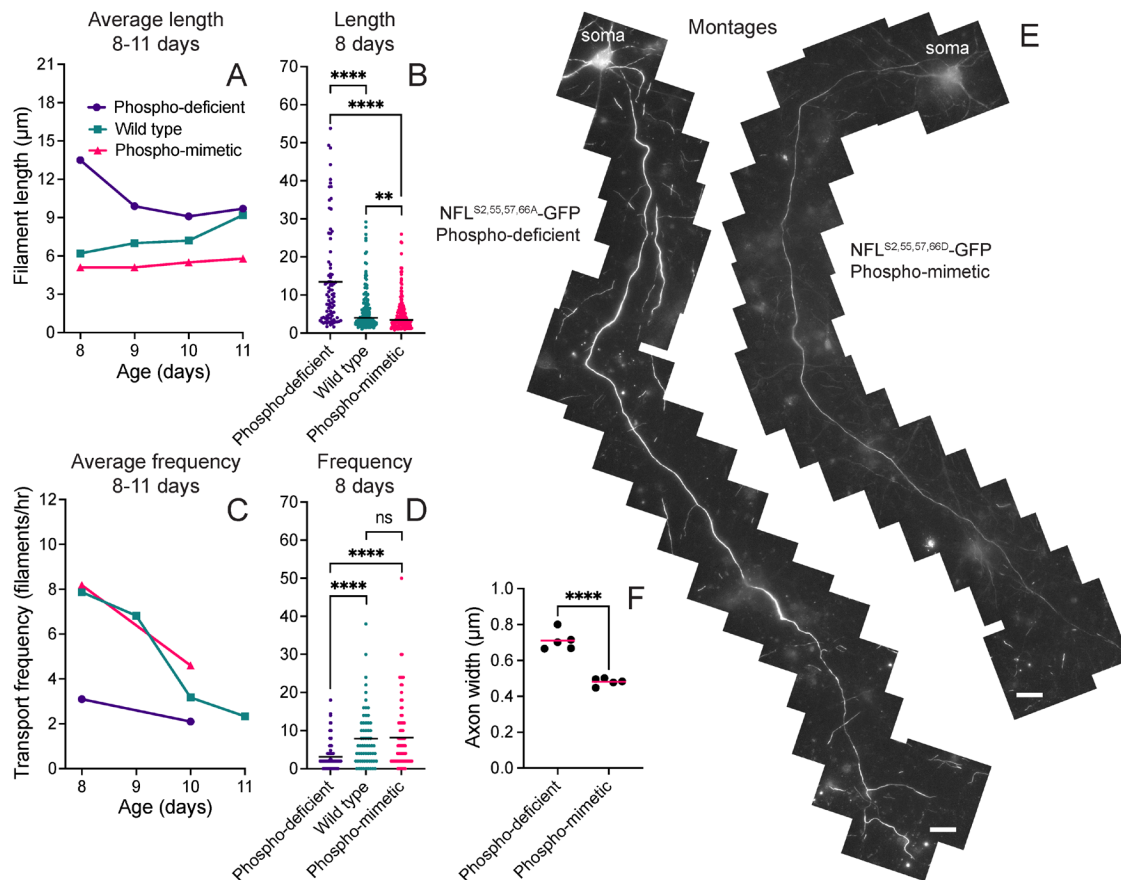 Average length
8-11 days
A
Filament length (μm)
21
18
15
12
9
6
3
0
Phospho-deficient
Wild type
Phospho-mimetic
8
9
10
11
Age (days)
Length
8 days
B
70
60
50
40
30
20
10
0
****
****
**
Phospho-deficient
Wild type
Phospho-mimetic
Average frequency
8-11 days
C
Transport frequency (filaments/hr)
12
10
8
6
4
2
0
8
9
10
11
Age (days)
Frequency
8 days
D
70
60
50
40
30
20
10
0
ns
****
****
Phospho-deficient
Wild type
Phospho-mimetic
Montages
E
soma
soma
NFL^S2,55,57,66A-GFP
Phospho-deficient
NFL^S2,55,57,66D-GFP
Phospho-mimetic
F
Axon width (μm)
1.0
0.8
0.6
0.4
0.2
0.0
****
Phospho-deficient
Phospho-mimetic